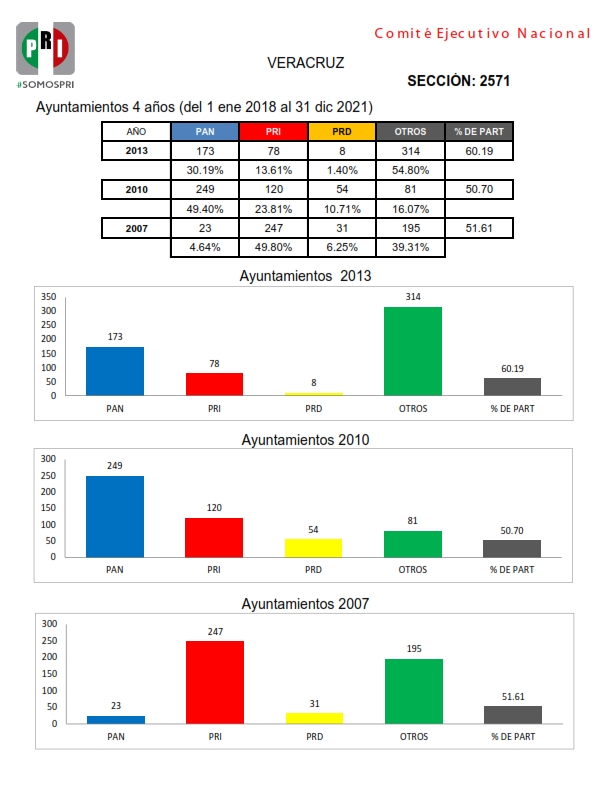 Comité Ejecutivo Nacional
PRI
#SOMOSPRI
VERACRUZ
SECCIÓN: 2571
Ayuntamientos 4 años (del 1 ene 2018 al 31 dic 2021)
AÑO PAN PRI PRD OTROS % DE PART
2013 173 78 8 314 60.19
30.19% 13.61% 1.40% 54.80%
2010 249 120 54 81 50.70
49.40% 23.81% 10.71% 16.07%
2007 23 247 31 195 51.61
4.64% 49.80% 6.25% 39.31%
Ayuntamientos 2013
350
300
250
200
150
100
50
0
173 78 8 314 60.19
PAN PRI PRD OTROS % DE PART
Ayuntamientos 2010
300
250
200
150
100
50
0
249 120 54 81 50.70
PAN PRI PRD OTROS % DE PART
Ayuntamientos 2007
300
250
200
150
100
50
0
23 247 31 195 51.61
PAN PRI PRD OTROS % DE PART